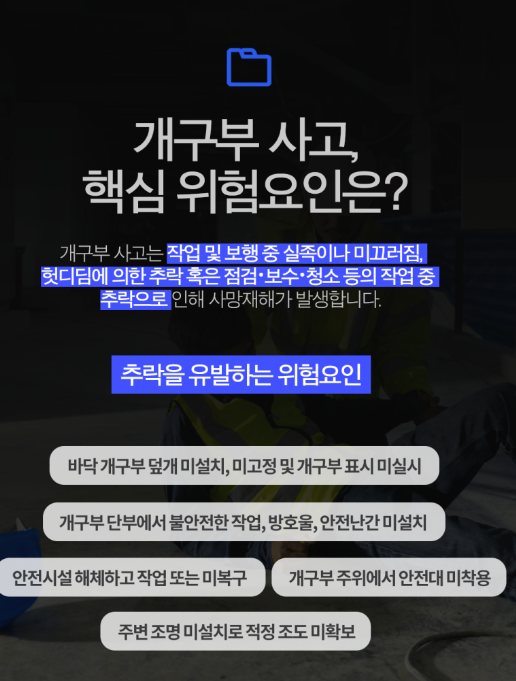 개구부 사고,
핵심 위험요인은?
개구부 사고는 작업 및 보행 중 실족이나 미끄러짐,
헛디딤에 의한 추락 혹은 점검·보수·청소 등의 작업 중
추락으로 인해 사망재해가 발생합니다.
추락을 유발하는 위험요인
바닥 개구부 덮개 미설치, 미고정 및 개구부 표시 미실시
개구부 단부에서 불안전한 작업, 방호울, 안전난간 미설치
안전시설 해체하고 작업 또는 미복구
개구부 주위에서 안전대 미착용
주변 조명 미설치로 적정 조도 미확보